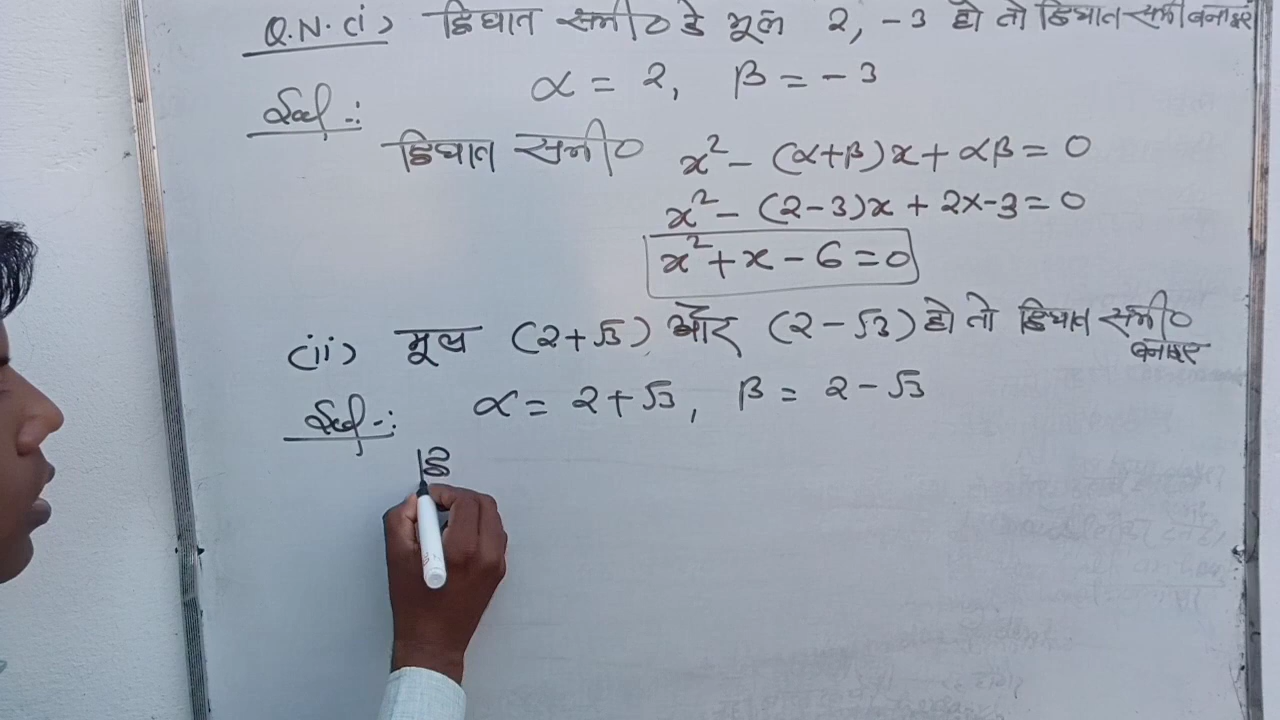 Q.N. (i) द्विघात समी० के मूल 2, -3 हो तो द्विघात समी बनाइए
Sol-: α = 2, β = -3
द्विघात समी० x² - (α+β)x + αβ = 0
x² - (2-3)x + 2x-3 = 0
x² + x - 6 = 0
(ii) मूल (2+√3) और (2-√3) हो तो द्विघात समी० बनाइए
Sol-: α = 2+√3, β = 2-√3
द्वि